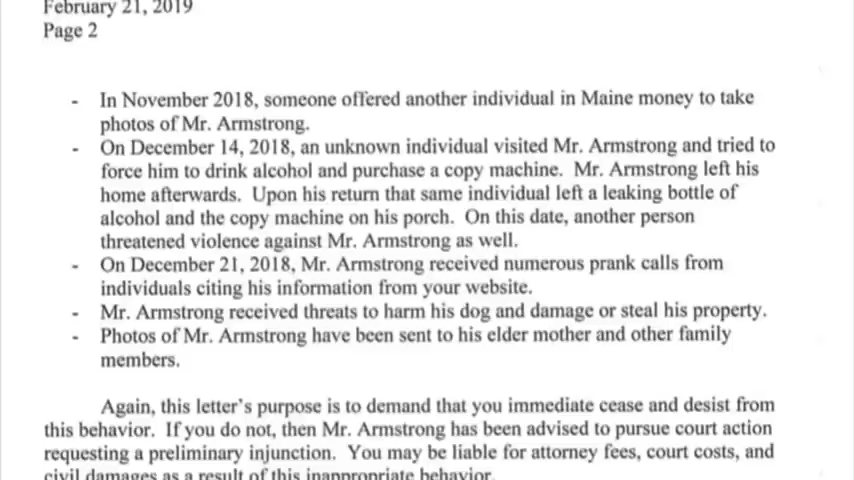 February 21, 2019
Page 2
- In November 2018, someone offered another individual in Maine money to take
photos of Mr. Armstrong.
- On December 14, 2018, an unknown individual visited Mr. Armstrong and tried to
force him to drink alcohol and purchase a copy machine. Mr. Armstrong left his
home afterwards. Upon his return that same individual left a leaking bottle of
alcohol and the copy machine on his porch. On this date, another person
threatened violence against Mr. Armstrong as well.
- On December 21, 2018, Mr. Armstrong received numerous prank calls from
individuals citing his information from your website.
- Mr. Armstrong received threats to harm his dog and damage or steal his property.
- Photos of Mr. Armstrong have been sent to his elder mother and other family
members.
Again, this letter's purpose is to demand that you immediate cease and desist from
this behavior. If you do not, then Mr. Armstrong has been advised to pursue court action
requesting a preliminary injunction. You may be liable for attorney fees, court costs, and
civil damages as a result of this inappropriate behavior.